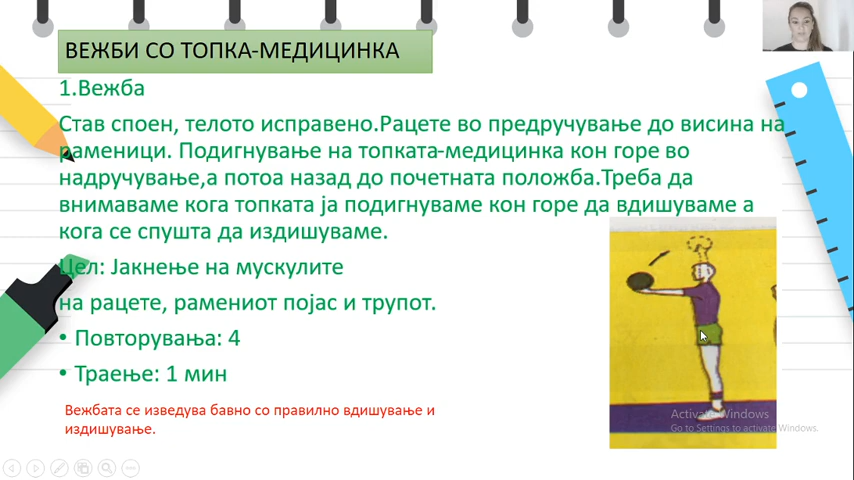 ВЕЖБИ СО ТОПКА-МЕДИЦИНКА
1.Вежба
Став споен, телото исправено.Рацете во предручување до висина на
раменици. Подигнување на топката-медицинка кон горе во
надручување,а потоа назад до почетната положба.Треба да
внимаваме кога топката ја подигнуваме кон горе да вдишуваме а
кога се спушта да издишуваме.
Цел: Јакнење на мускулите
на рацете, рамениот појас и трупот.
• Повторувања: 4
• Траење: 1 мин
Вежбата се изведува бавно со правилно вдишување и
издишување.
Activate Windows
Go to Settings to activate Windows.